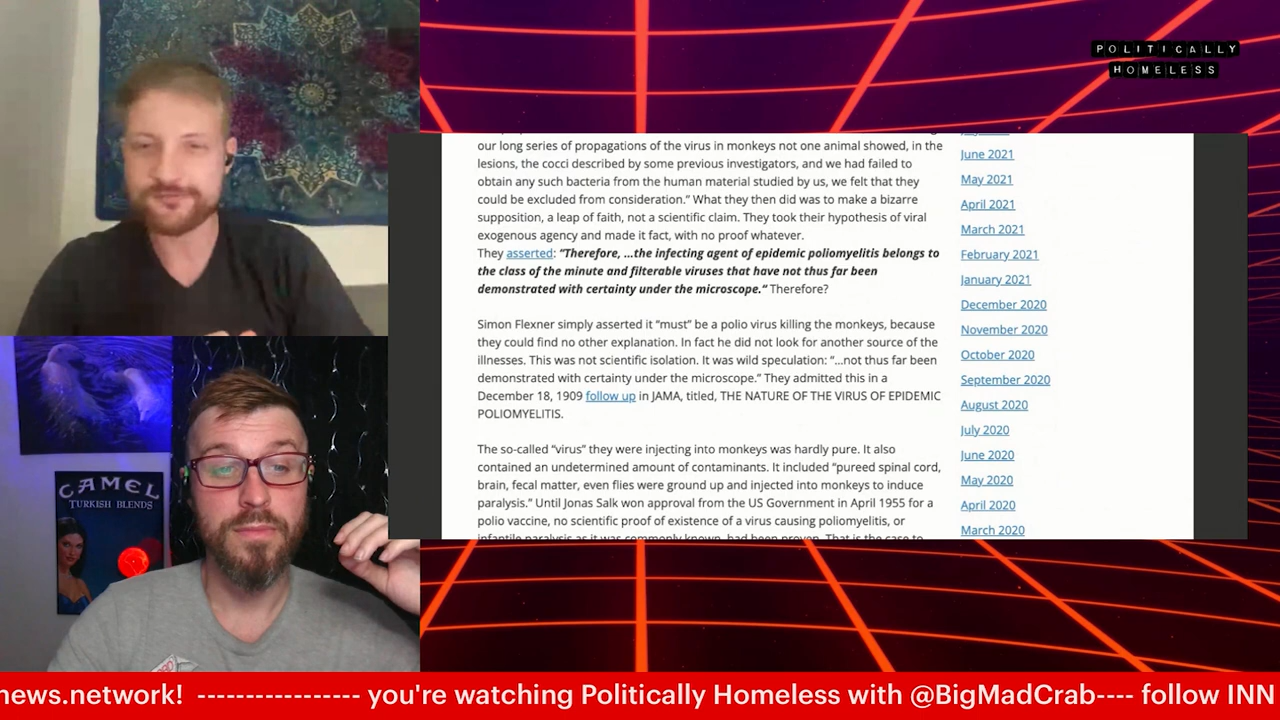 POLITICALLY
HOMELESS
our long series of propagations of the virus in monkeys not one animal showed, in the
lesions, the cocci described by some previous investigators, and we had failed to
obtain any such bacteria from the human material studied by us, we felt that they
could be excluded from consideration.” What they then did was to make a bizarre
supposition, a leap of faith, not a scientific claim. They took their hypothesis of viral
exogenous agency and made it fact, with no proof whatever.
They asserted: “Therefore, …the infecting agent of epidemic poliomyelitis belongs to
the class of the minute and filterable viruses that have not thus far been
demonstrated with certainty under the microscope.“ Therefore?
Simon Flexner simply asserted it “must” be a polio virus killing the monkeys, because
they could find no other explanation. In fact he did not look for another source of the
illnesses. This was not scientific isolation. It was wild speculation: “…not thus far been
demonstrated with certainty under the microscope.” They admitted this in a
December 18, 1909 follow up in JAMA, titled, THE NATURE OF THE VIRUS OF EPIDEMIC
POLIOMYELITIS.
The so-called “virus” they were injecting into monkeys was hardly pure. It also
contained an undetermined amount of contaminants. It included “pureed spinal cord,
brain, fecal matter, even flies were ground up and injected into monkeys to induce
paralysis.” Until Jonas Salk won approval from the US Government in April 1955 for a
polio vaccine, no scientific proof of existence of a virus causing poliomyelitis, or
infantile paralysis as it was commonly known, had been proven. That is the case to
June 2021
May 2021
April 2021
March 2021
February 2021
January 2021
December 2020
November 2020
October 2020
September 2020
August 2020
July 2020
June 2020
May 2020
April 2020
March 2020
CAMEL
TURKISH BLENDS
news.network! ----------------- you're watching Politically Homeless with @BigMadCrab---- follow INN